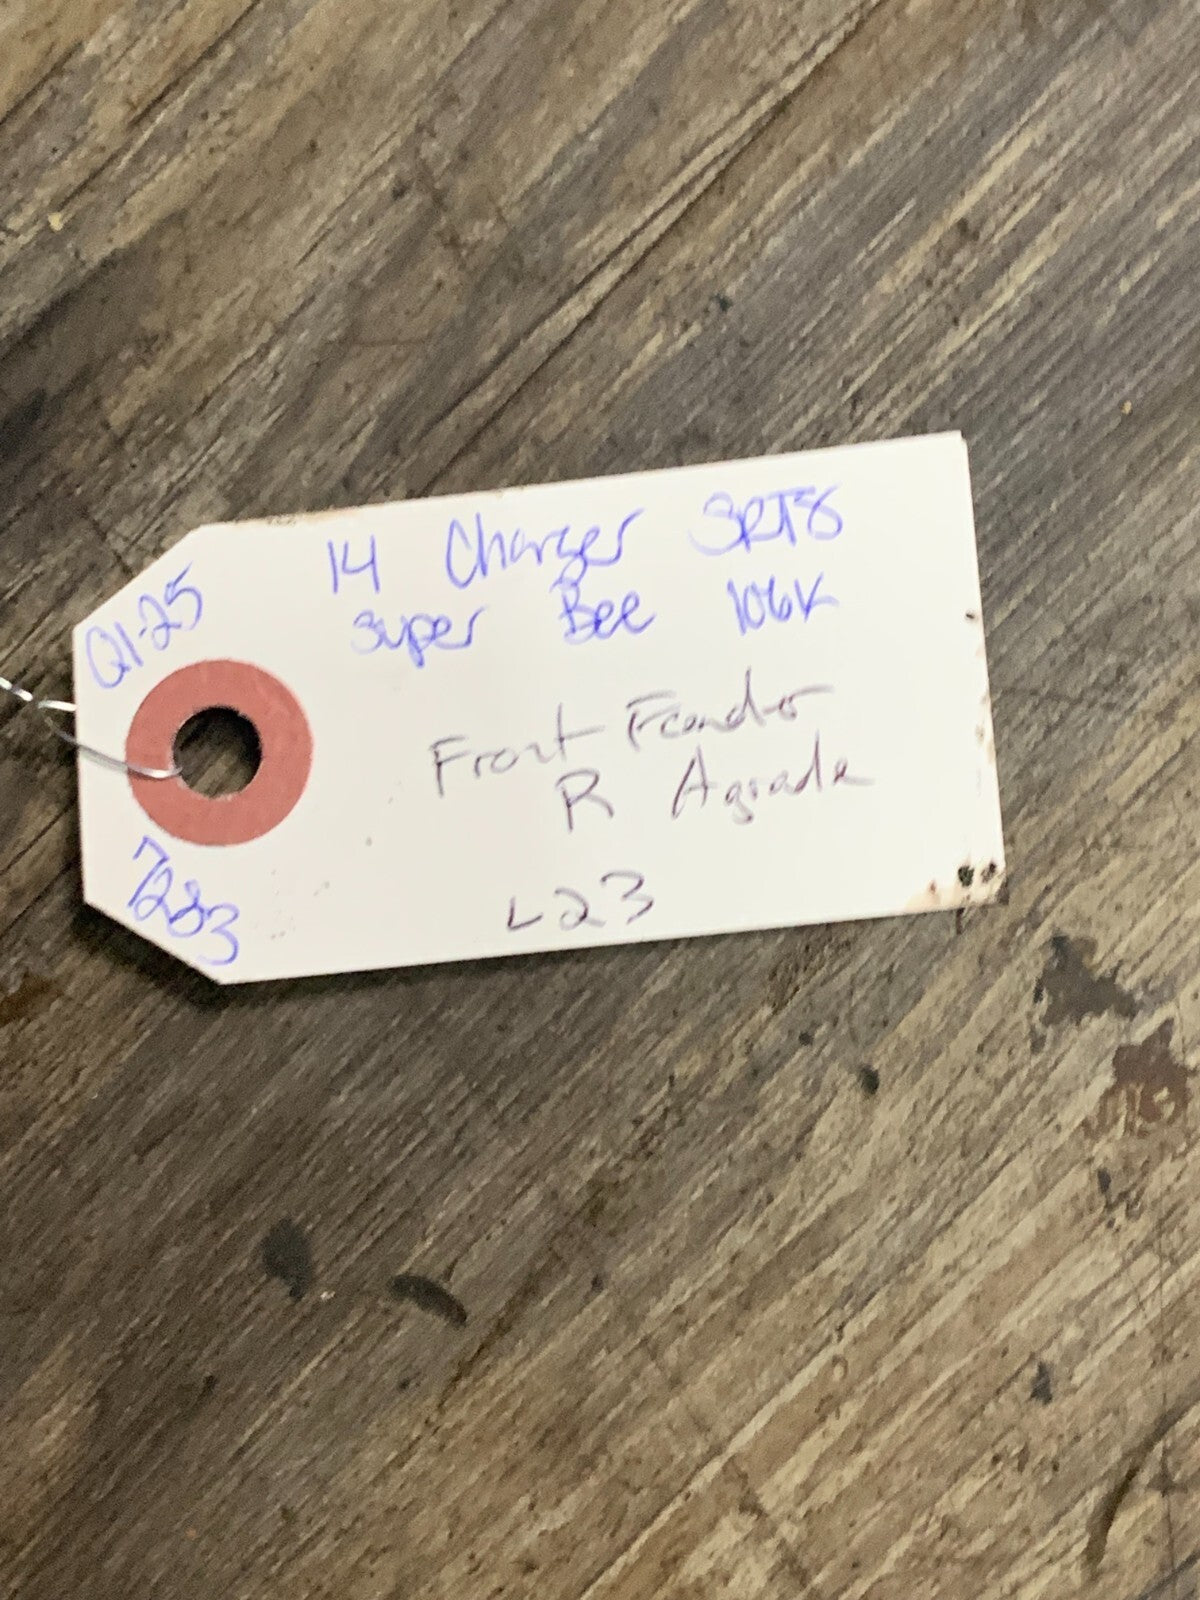 Q1-25
14 Charger SRT8
Super Bee 106K
Front Fender
R Agrade
L23
7283